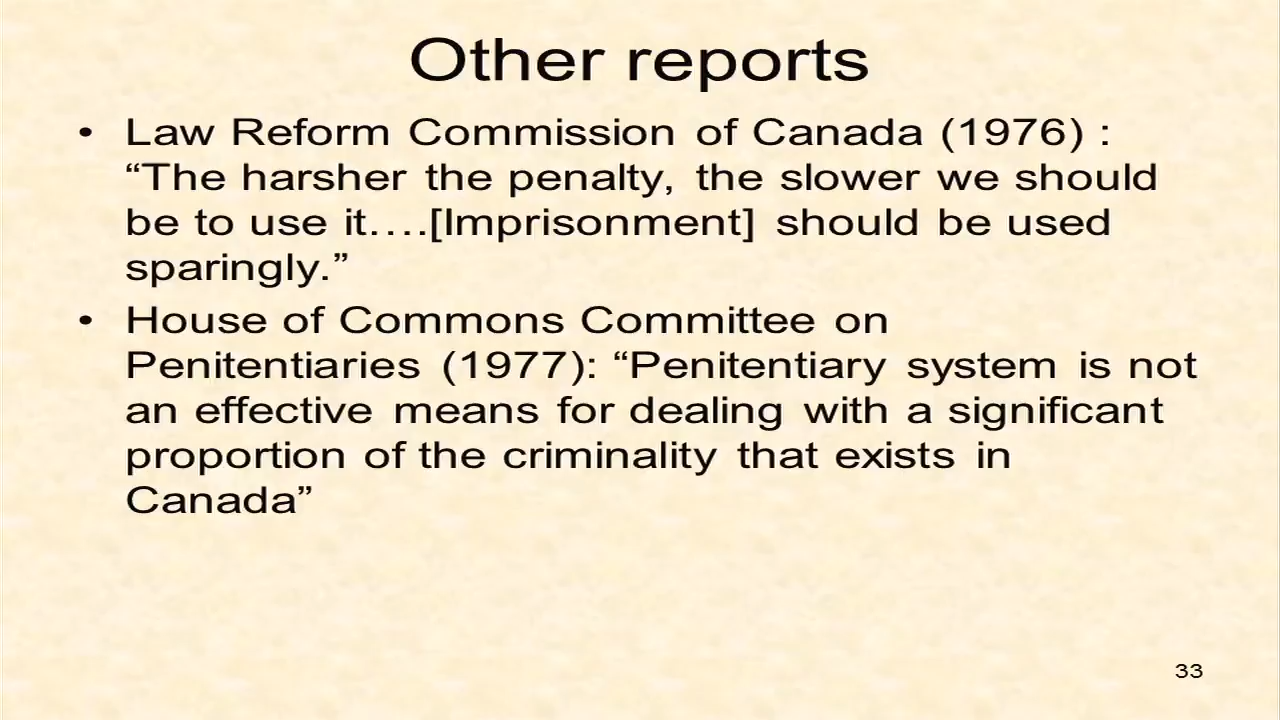 Other reports
• Law Reform Commission of Canada (1976) :
“The harsher the penalty, the slower we should
be to use it….[Imprisonment] should be used
sparingly.”
• House of Commons Committee on
Penitentiaries (1977): “Penitentiary system is not
an effective means for dealing with a significant
proportion of the criminality that exists in
Canada”
33